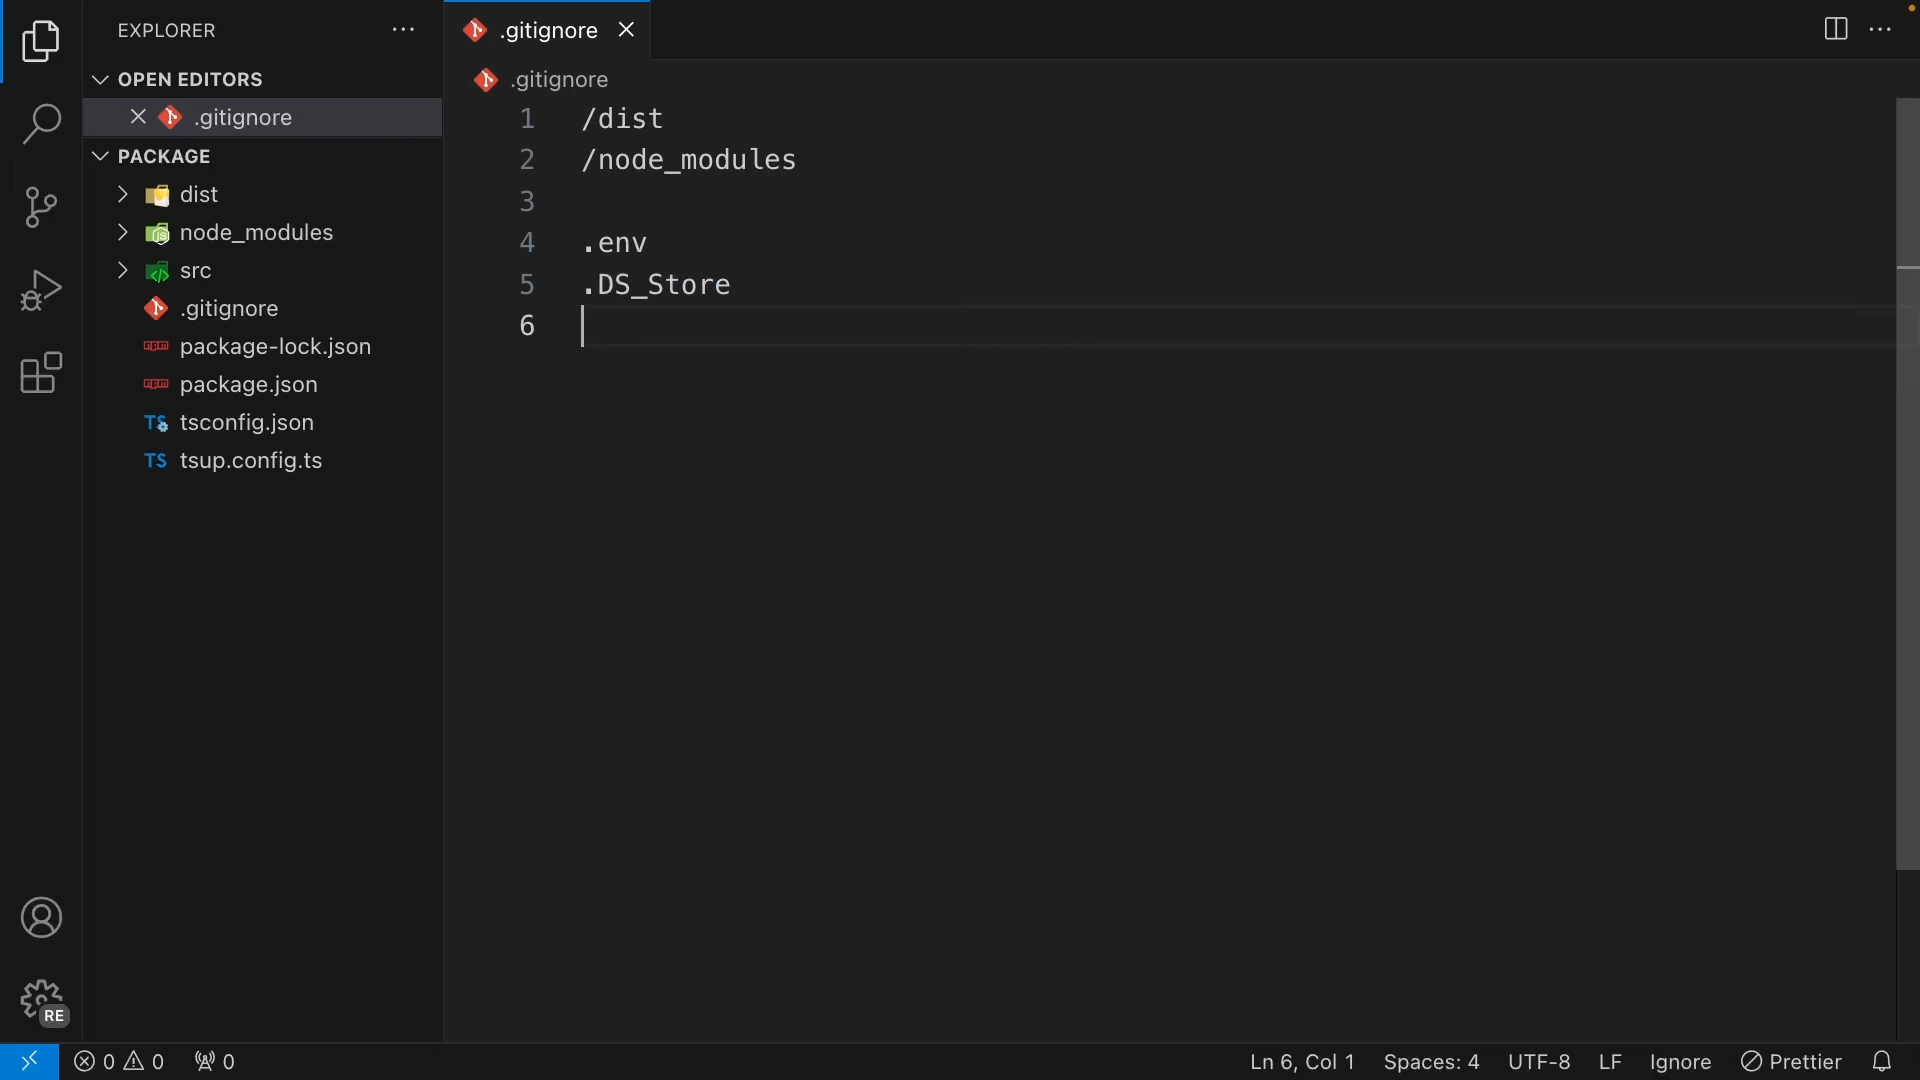 EXPLORER
OPEN EDITORS
.gitignore
PACKAGE
dist
node_modules
src
.gitignore
package-lock.json
package.json
TS tsconfig.json
TS tsup.config.ts
RE
.gitignore
.gitignore
1 /dist
2 /node_modules
3
4 .env
5 .DS_Store
6
0 0 0
Ln 6, Col 1 Spaces: 4 UTF-8 LF Ignore Prettier